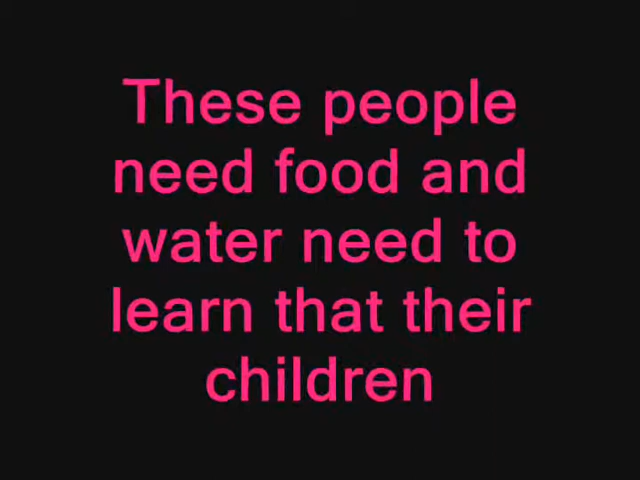 These people
need food and
water need to
learn that their
children